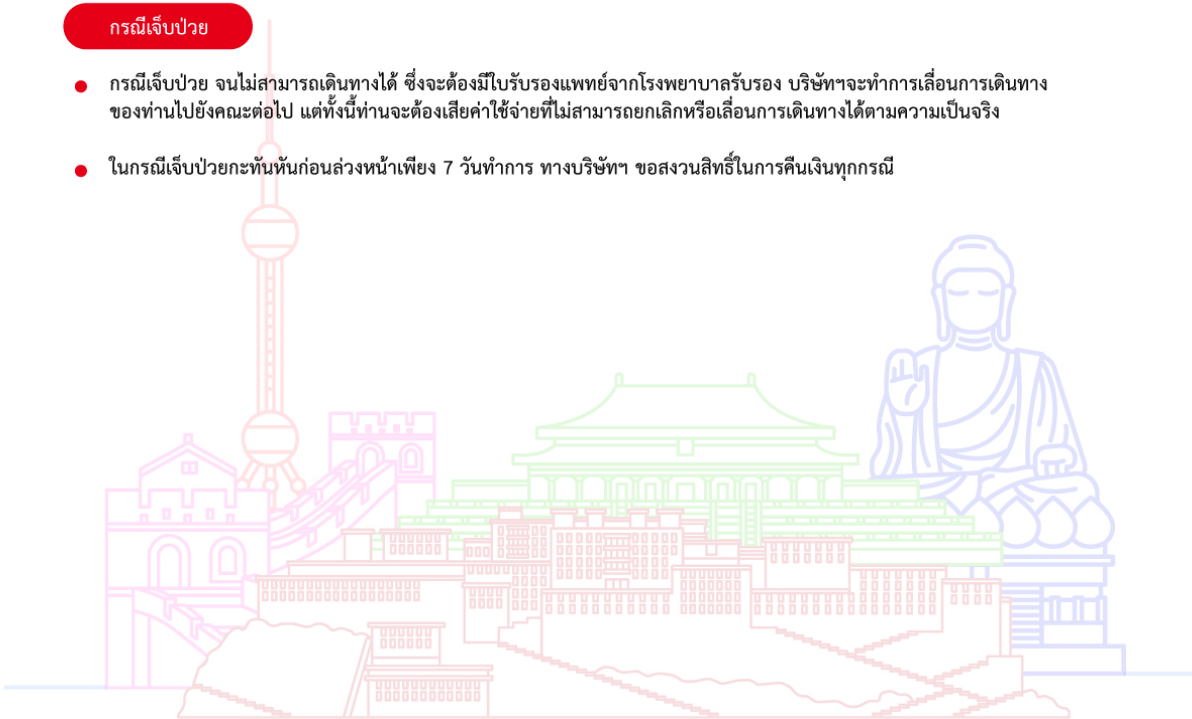 กรณีเจ็บป่วย
กรณีเจ็บป่วย จนไม่สามารถเดินทางได้ ซึ่งจะต้องมีใบรับรองแพทย์จากโรงพยาบาลรับรอง บริษัทฯจะทำการเลื่อนการเดินทาง
ของท่านไปยังคณะต่อไป แต่ทั้งนี้ท่านจะต้องเสียค่าใช้จ่ายที่ไม่สามารถยกเลิกหรือเลื่อนการเดินทางได้ตามความเป็นจริง
ในกรณีเจ็บป่วยกะทันหันก่อนล่วงหน้าเพียง 7 วันทำการ ทางบริษัทฯ ขอสงวนสิทธิ์ในการคืนเงินทุกกรณี